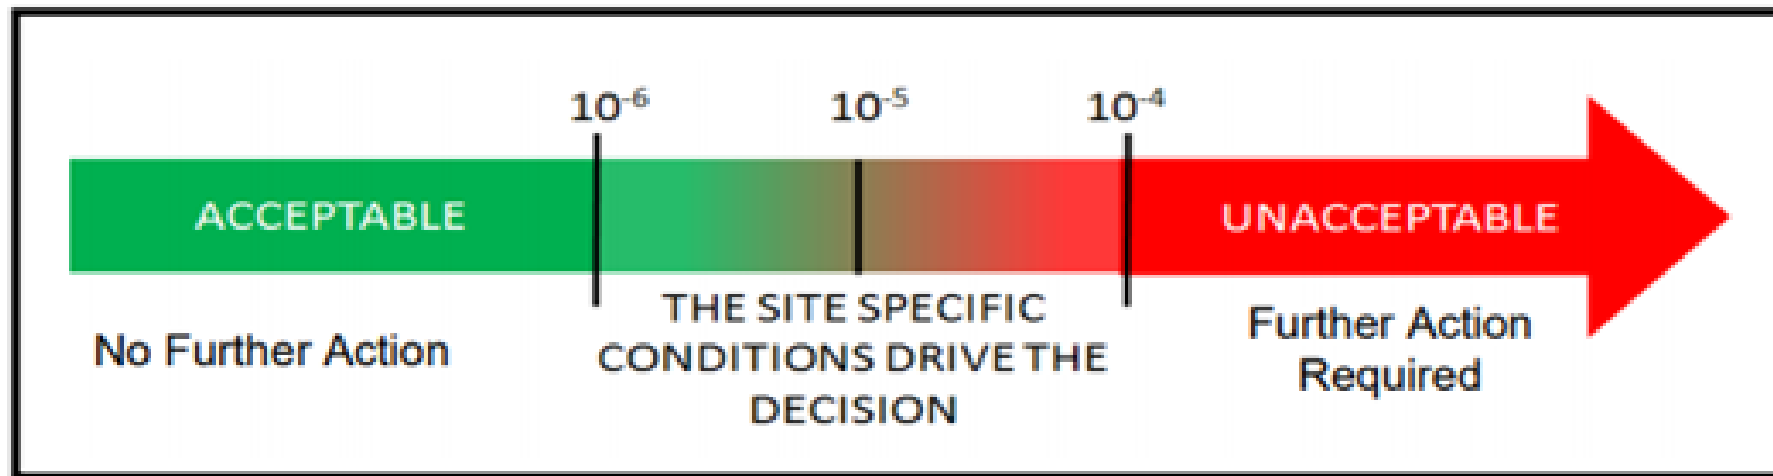 10⁻⁶ 10⁻⁵ 10⁻⁴
ACCEPTABLE
UNACCEPTABLE
No Further Action
THE SITE SPECIFIC
CONDITIONS DRIVE THE
DECISION
Further Action
Required